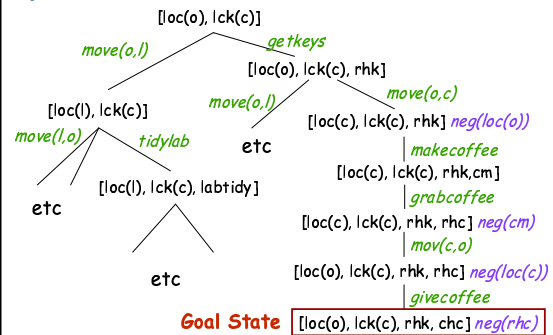 [loc(o), lck(c)]
move(o,l)
getkeys
[loc(o), lck(c), rhk]
move(o,l)
move(o,c)
[loc(l), lck(c)]
[loc(c), lck(c), rhk] neg(loc(o))
move(l,o)
tidylab
etc
makecoffee
[loc(c), lck(c), rhk,cm]
[loc(l), lck(c), labtidy]
grabcoffee
etc
[loc(c), lck(c), rhk, rhc] neg(cm)
mov(c,o)
[loc(o), lck(c), rhk, rhc] neg(loc(c))
etc
givecoffee
Goal State [loc(o), lck(c), rhk, chc] neg(rhc)